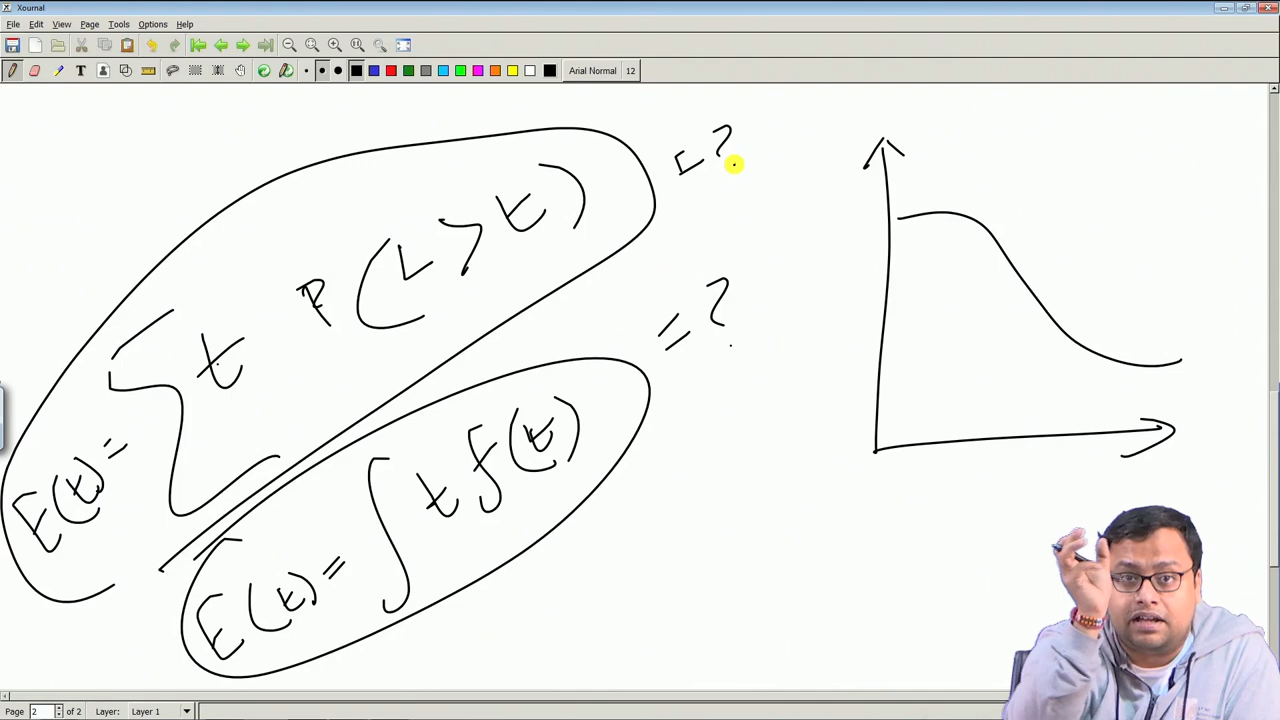 Xournal
File Edit View Page Tools Options Help
Arial Normal 12
E(t) = ∑ t P(L > t) = ?
E(t) = ∫ t f(t) = ?
Page 2 of 2 Layer: Layer 1